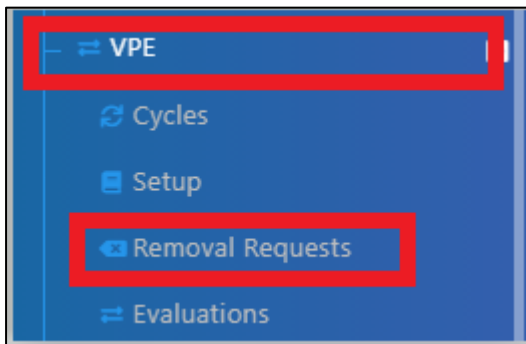 VPE
Cycles
Setup
Removal Requests
Evaluations